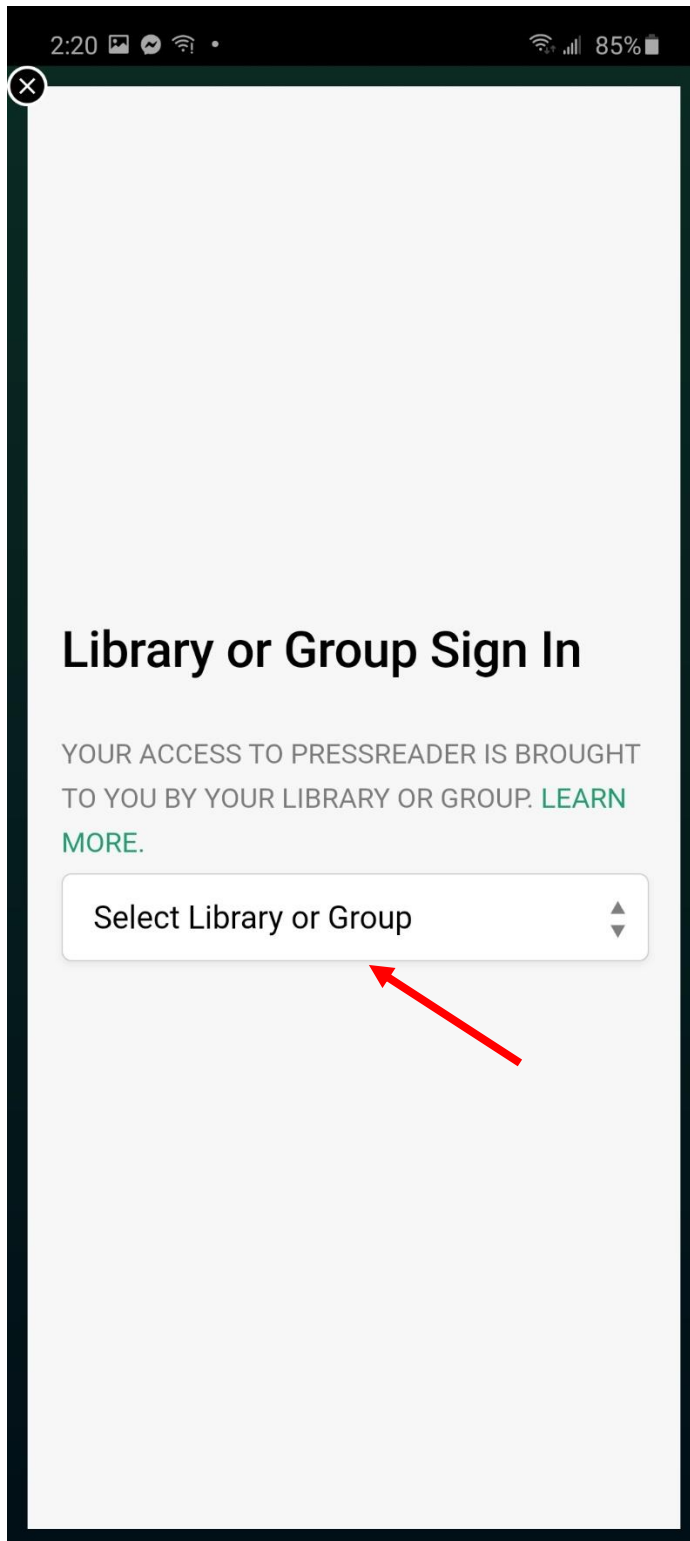 2:20 85%
Library or Group Sign In
YOUR ACCESS TO PRESSREADER IS BROUGHT
TO YOU BY YOUR LIBRARY OR GROUP. LEARN
MORE.
Select Library or Group